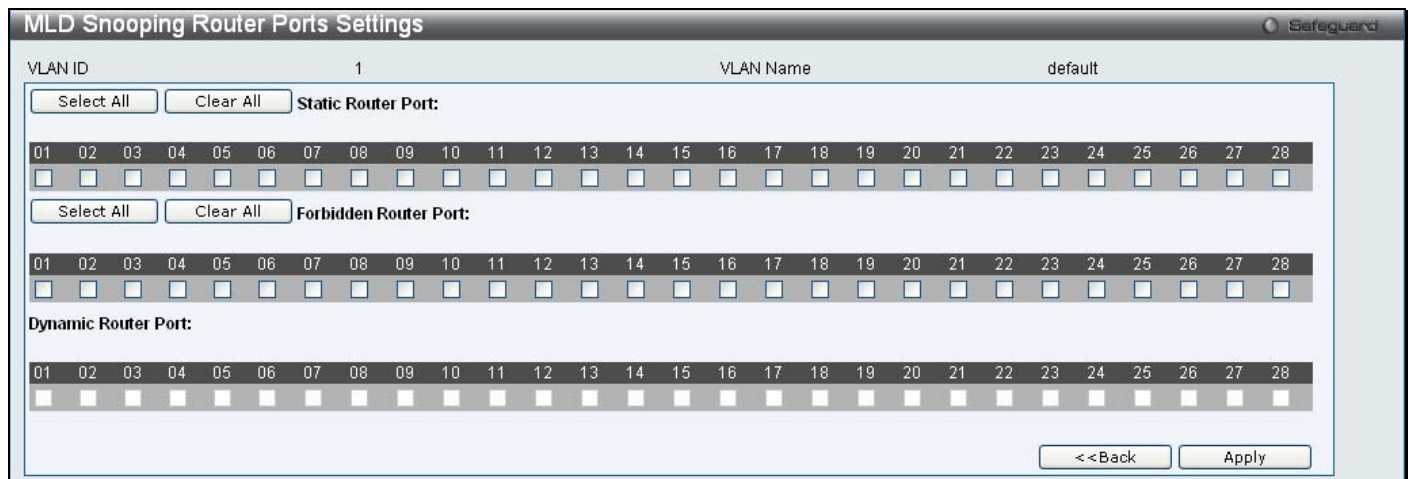 MLD Snooping Router Ports Settings Safeguard
VLAN ID 1 VLAN Name default
Select All Clear All Static Router Port:
01 02 03 04 05 06 07 08 09 10 11 12 13 14 15 16 17 18 19 20 21 22 23 24 25 26 27 28
Select All Clear All Forbidden Router Port:
01 02 03 04 05 06 07 08 09 10 11 12 13 14 15 16 17 18 19 20 21 22 23 24 25 26 27 28
Dynamic Router Port:
01 02 03 04 05 06 07 08 09 10 11 12 13 14 15 16 17 18 19 20 21 22 23 24 25 26 27 28
<<Back Apply